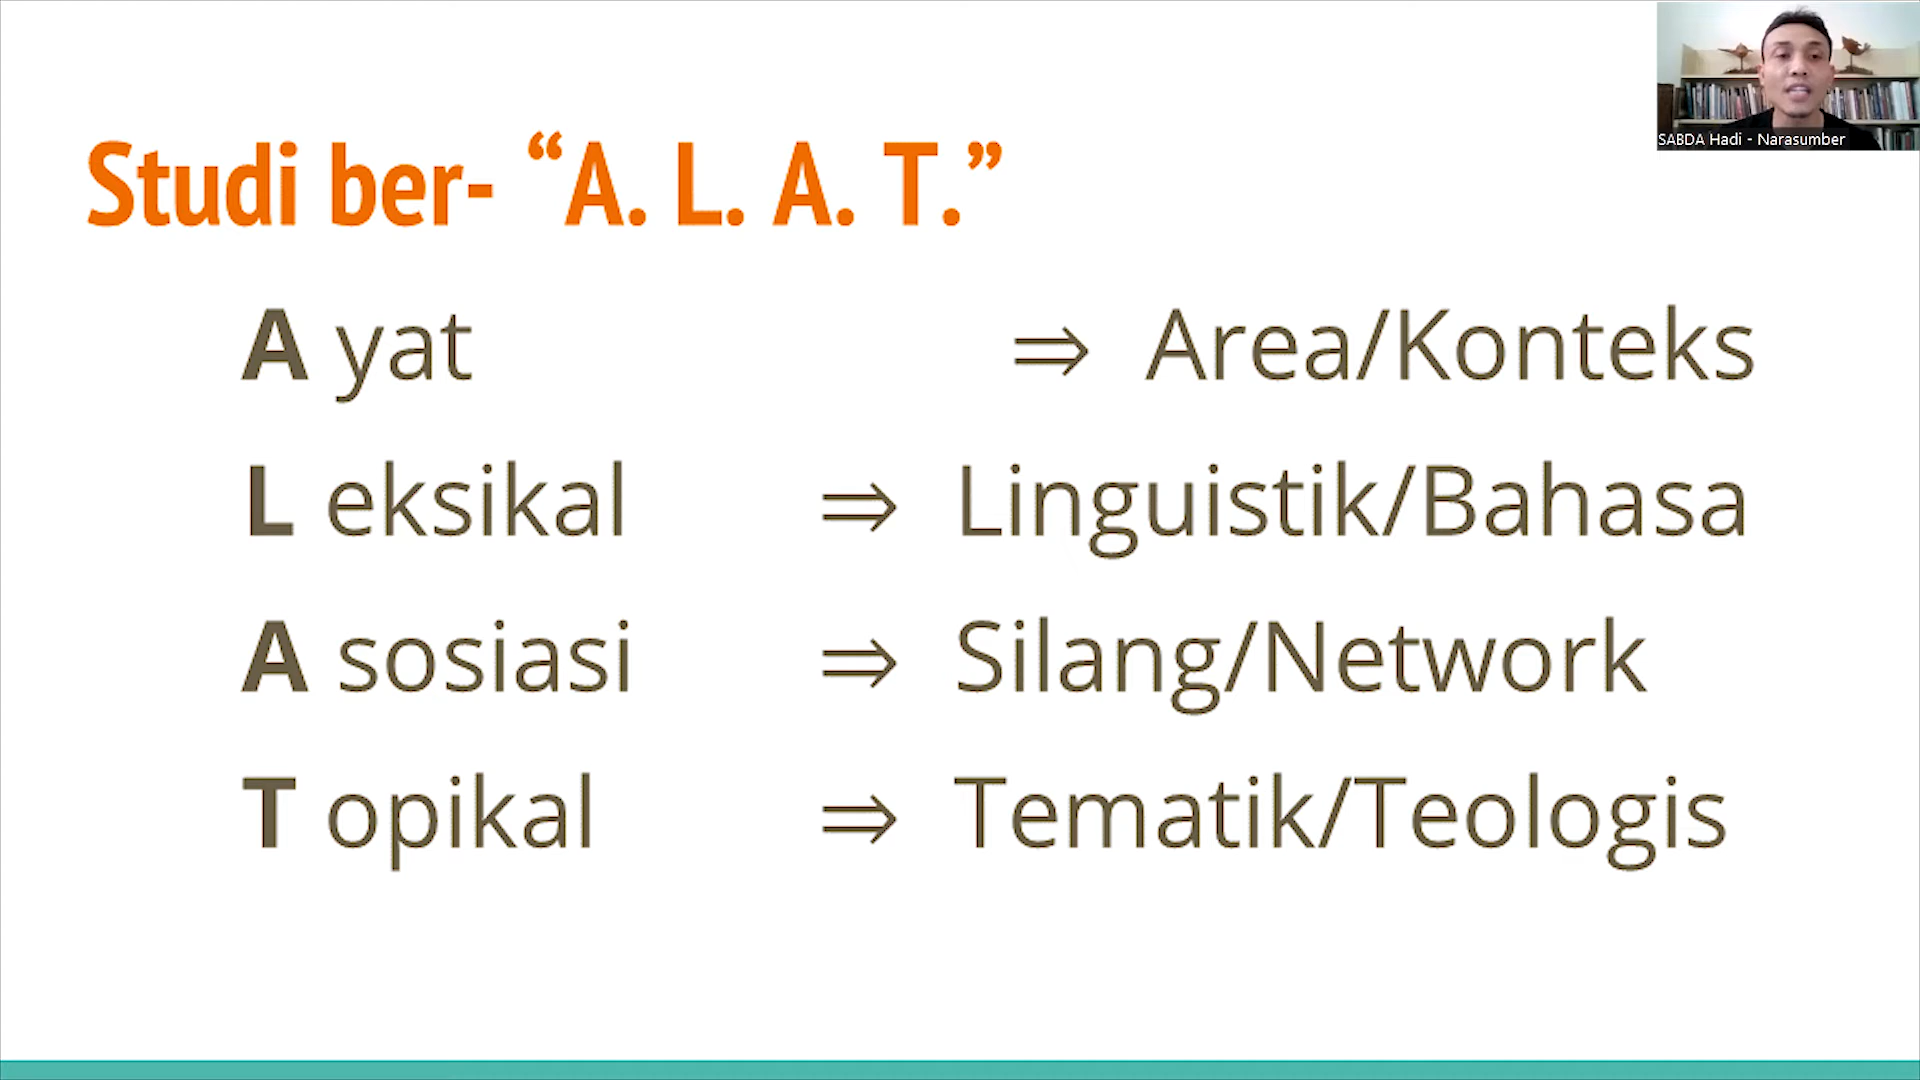 SABDA Hadi - Narasumber
Studi ber- “A. L. A. T.”
A yat ⇒ Area/Konteks
L eksikal ⇒ Linguistik/Bahasa
A sosiasi ⇒ Silang/Network
T opikal ⇒ Tematik/Teologis